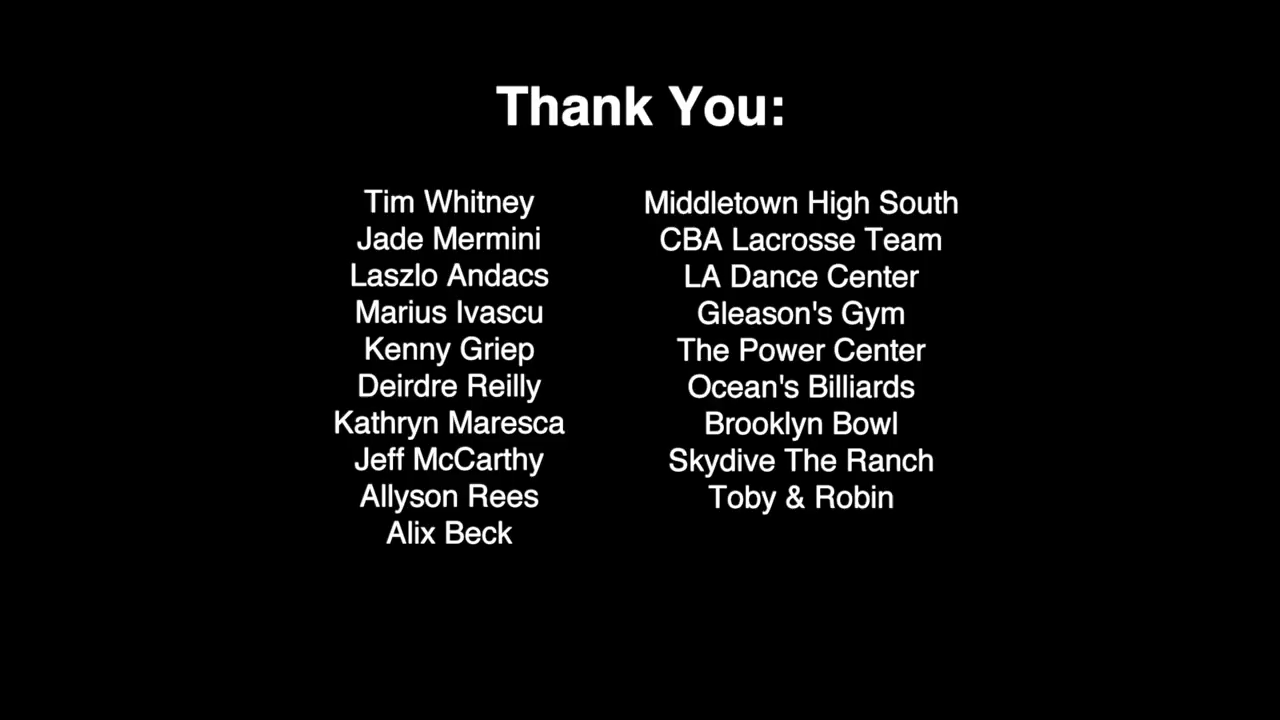 Thank You:
Tim Whitney
Jade Mermini
Laszlo Andacs
Marius Ivascu
Kenny Griep
Deirdre Reilly
Kathryn Maresca
Jeff McCarthy
Allyson Rees
Alix Beck
Middletown High South
CBA Lacrosse Team
LA Dance Center
Gleason's Gym
The Power Center
Ocean's Billiards
Brooklyn Bowl
Skydive The Ranch
Toby & Robin